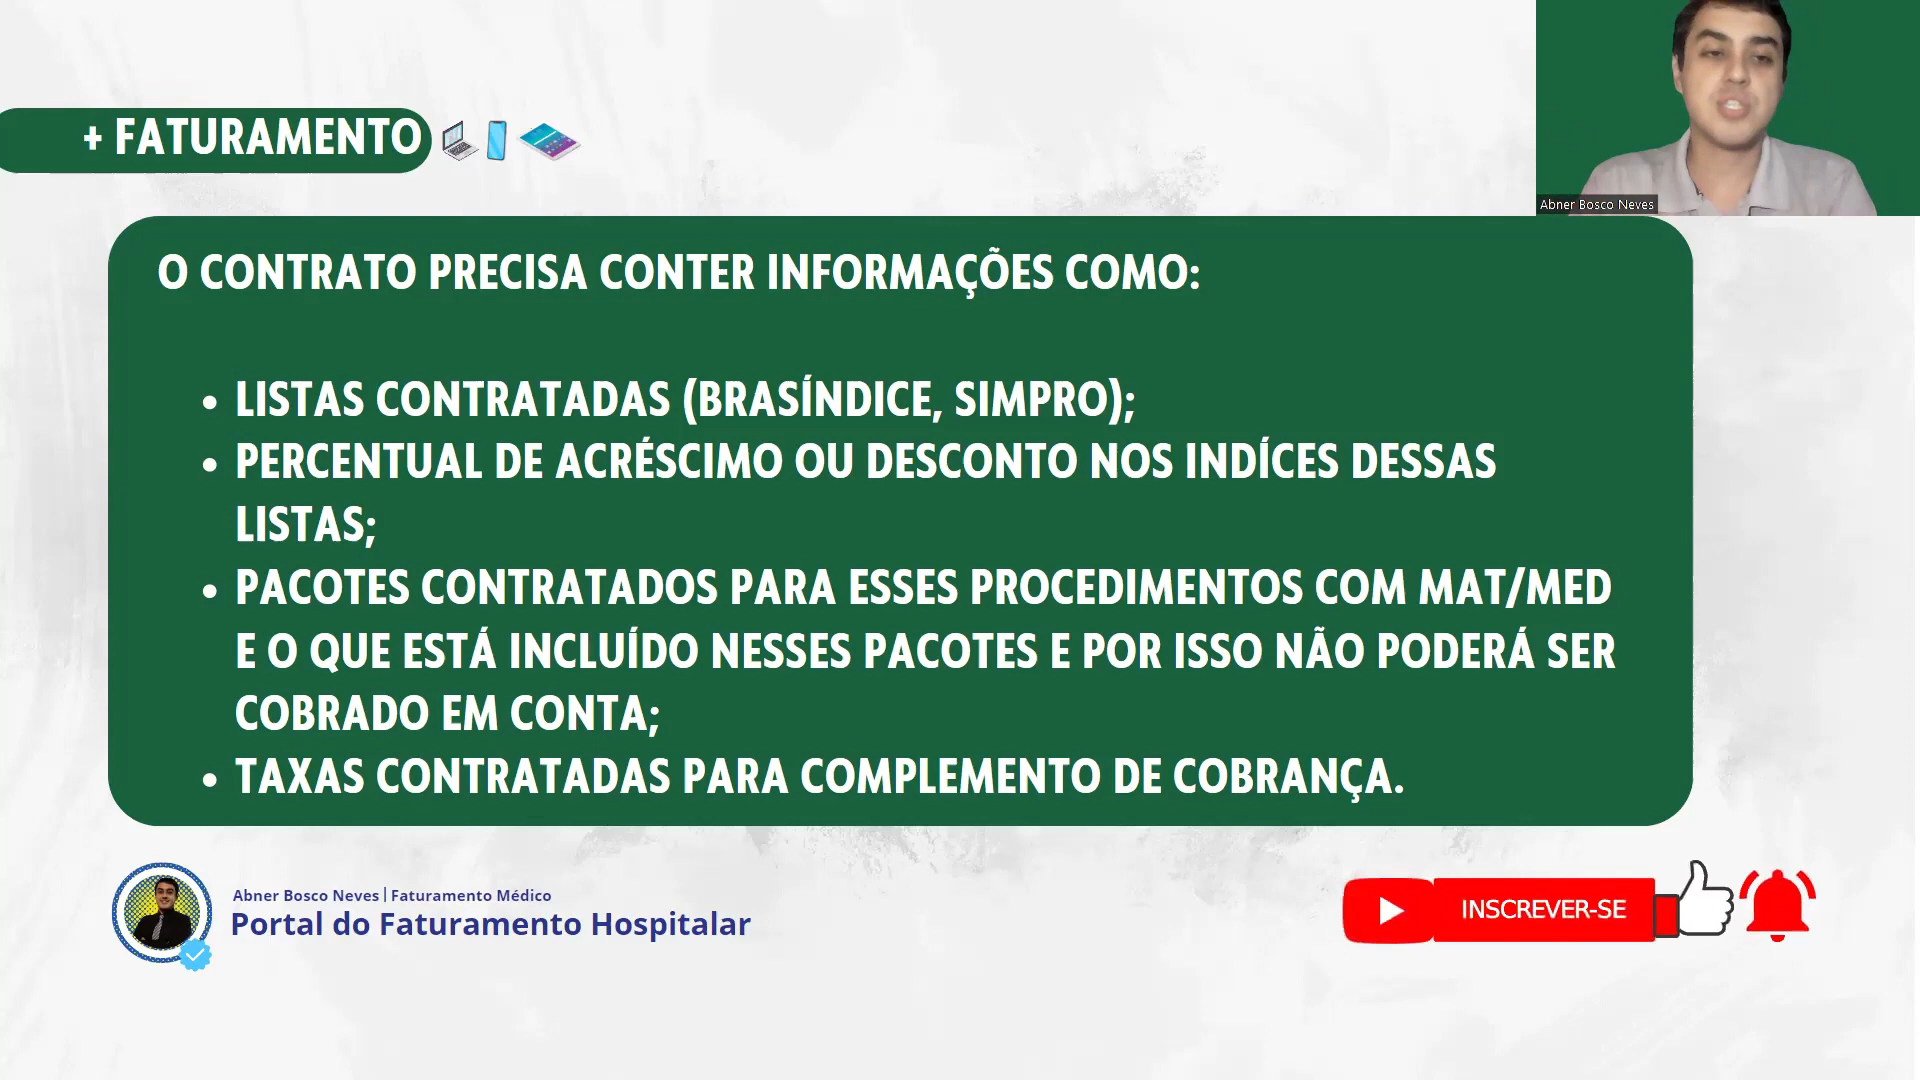 + FATURAMENTO
Abner Bosco Neves
O CONTRATO PRECISA CONTER INFORMAÇÕES COMO:
• LISTAS CONTRATADAS (BRASÍNDICE, SIMPRO);
• PERCENTUAL DE ACRÉSCIMO OU DESCONTO NOS INDÍCES DESSAS
LISTAS;
• PACOTES CONTRATADOS PARA ESSES PROCEDIMENTOS COM MAT/MED
E O QUE ESTÁ INCLUÍDO NESSES PACOTES E POR ISSO NÃO PODERÁ SER
COBRADO EM CONTA;
• TAXAS CONTRATADAS PARA COMPLEMENTO DE COBRANÇA.
Abner Bosco Neves | Faturamento Médico
Portal do Faturamento Hospitalar
INSCREVER-SE